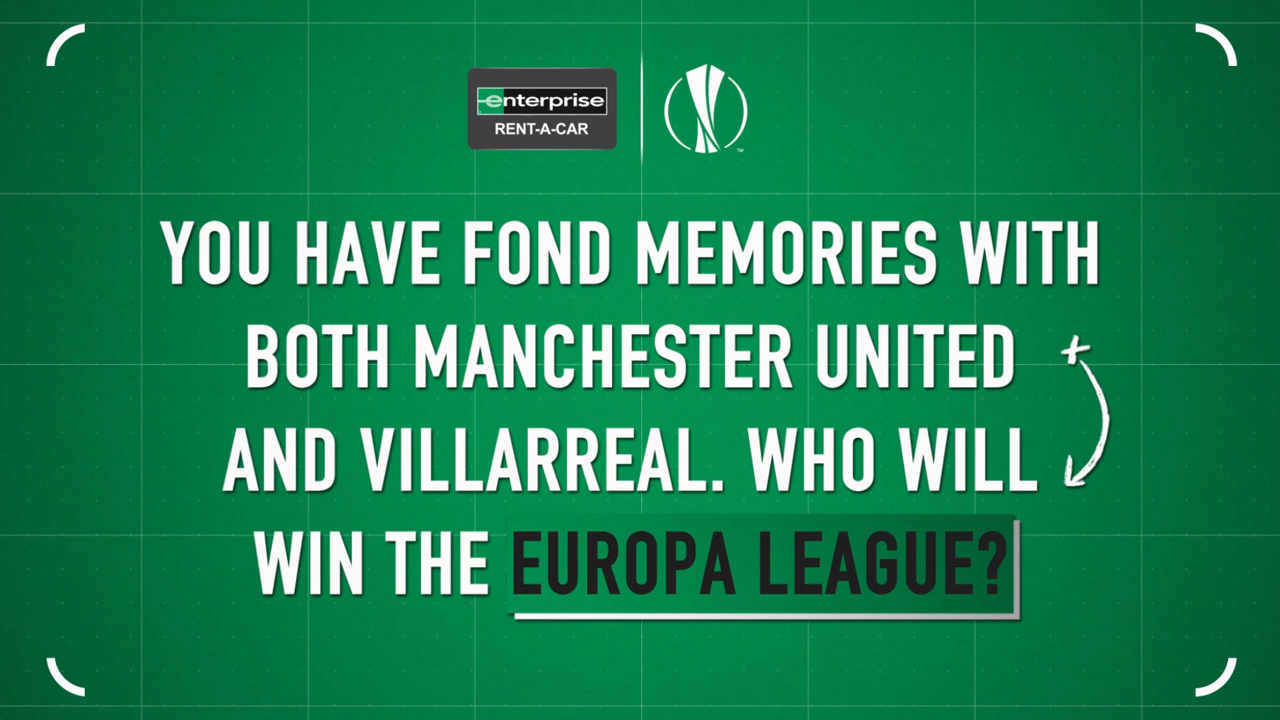 enterprise
RENT-A-CAR
TM
YOU HAVE FOND MEMORIES WITH
BOTH MANCHESTER UNITED
AND VILLARREAL. WHO WILL
WIN THE EUROPA LEAGUE?